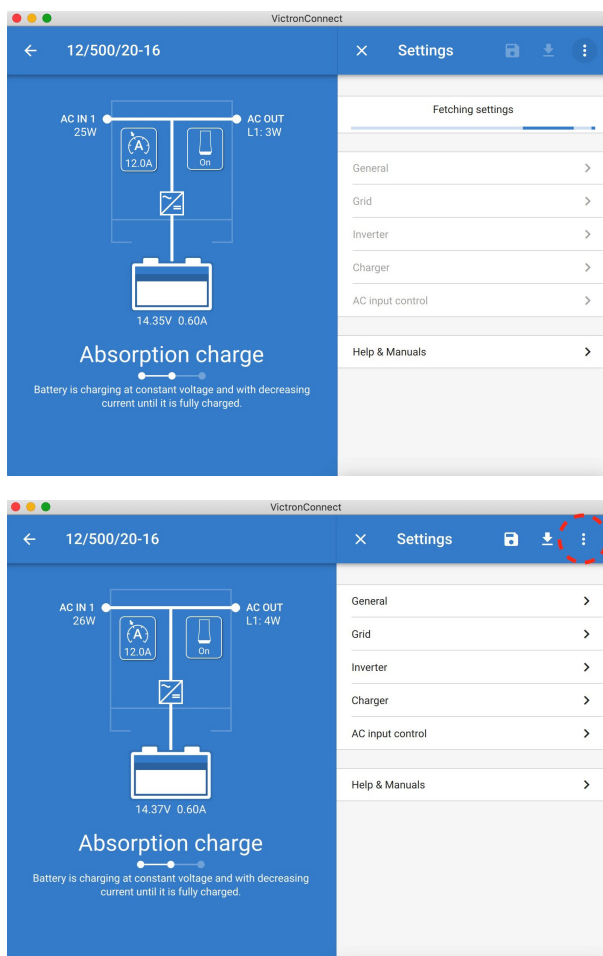 VictronConnect
12/500/20-16
Settings
AC IN 1
25W
AC OUT
L1: 3W
12.0A
A
On
14.35V 0.60A
Absorption charge
Battery is charging at constant voltage and with decreasing
current until it is fully charged.
Fetching settings
General
Grid
Inverter
Charger
AC input control
Help & Manuals
VictronConnect
12/500/20-16
Settings
AC IN 1
26W
AC OUT
L1: 4W
A
12.0A
On
14.37V 0.60A
Absorption charge
Battery is charging at constant voltage and with decreasing
current until it is fully charged.
General
Grid
Inverter
Charger
AC input control
Help & Manuals